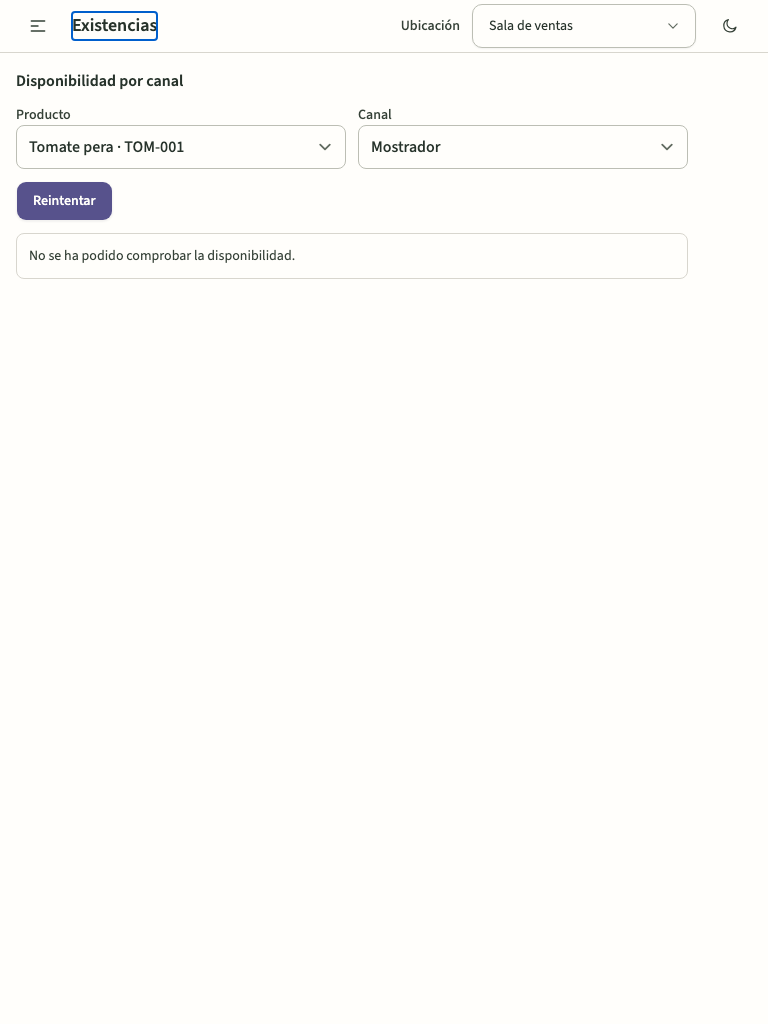 Existencias
Ubicación
Sala de ventas
Disponibilidad por canal
Producto
Canal
Tomate pera · TOM-001
Mostrador
Reintentar
No se ha podido comprobar la disponibilidad.